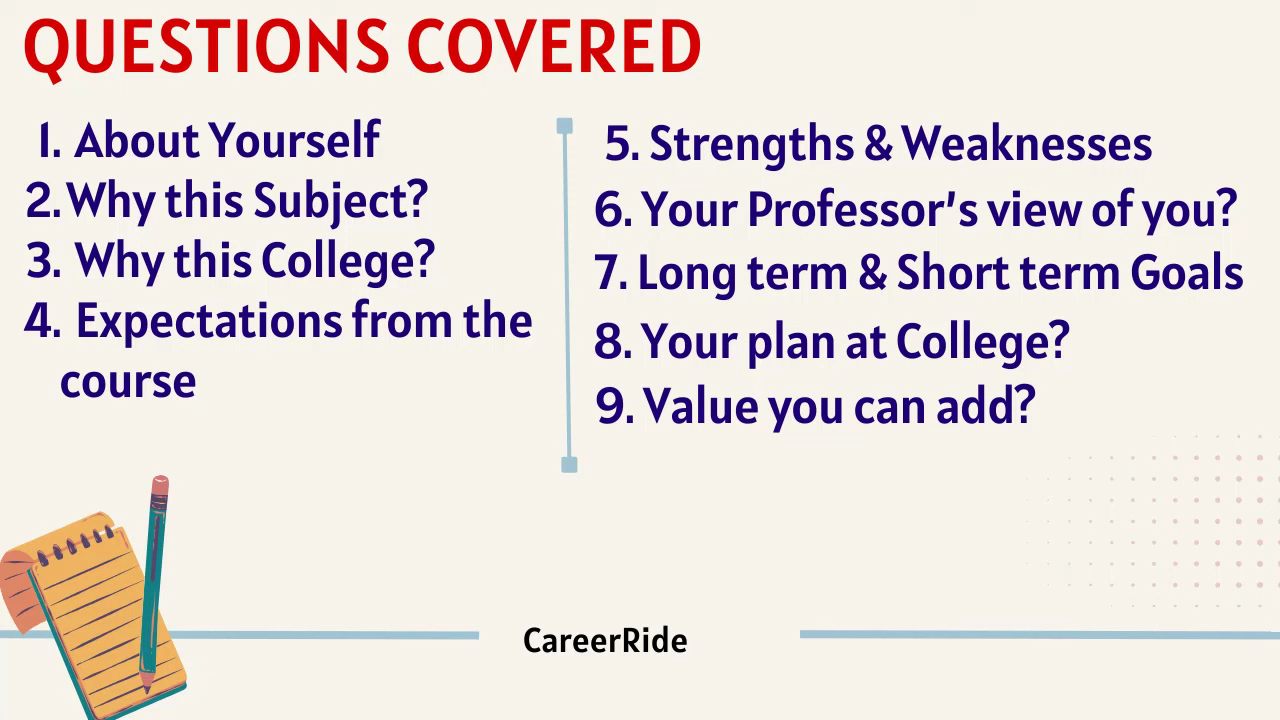 QUESTIONS COVERED
1. About Yourself
2. Why this Subject?
3. Why this College?
4. Expectations from the
course
5. Strengths & Weaknesses
6. Your Professor's view of you?
7. Long term & Short term Goals
8. Your plan at College?
9. Value you can add?
CareerRide